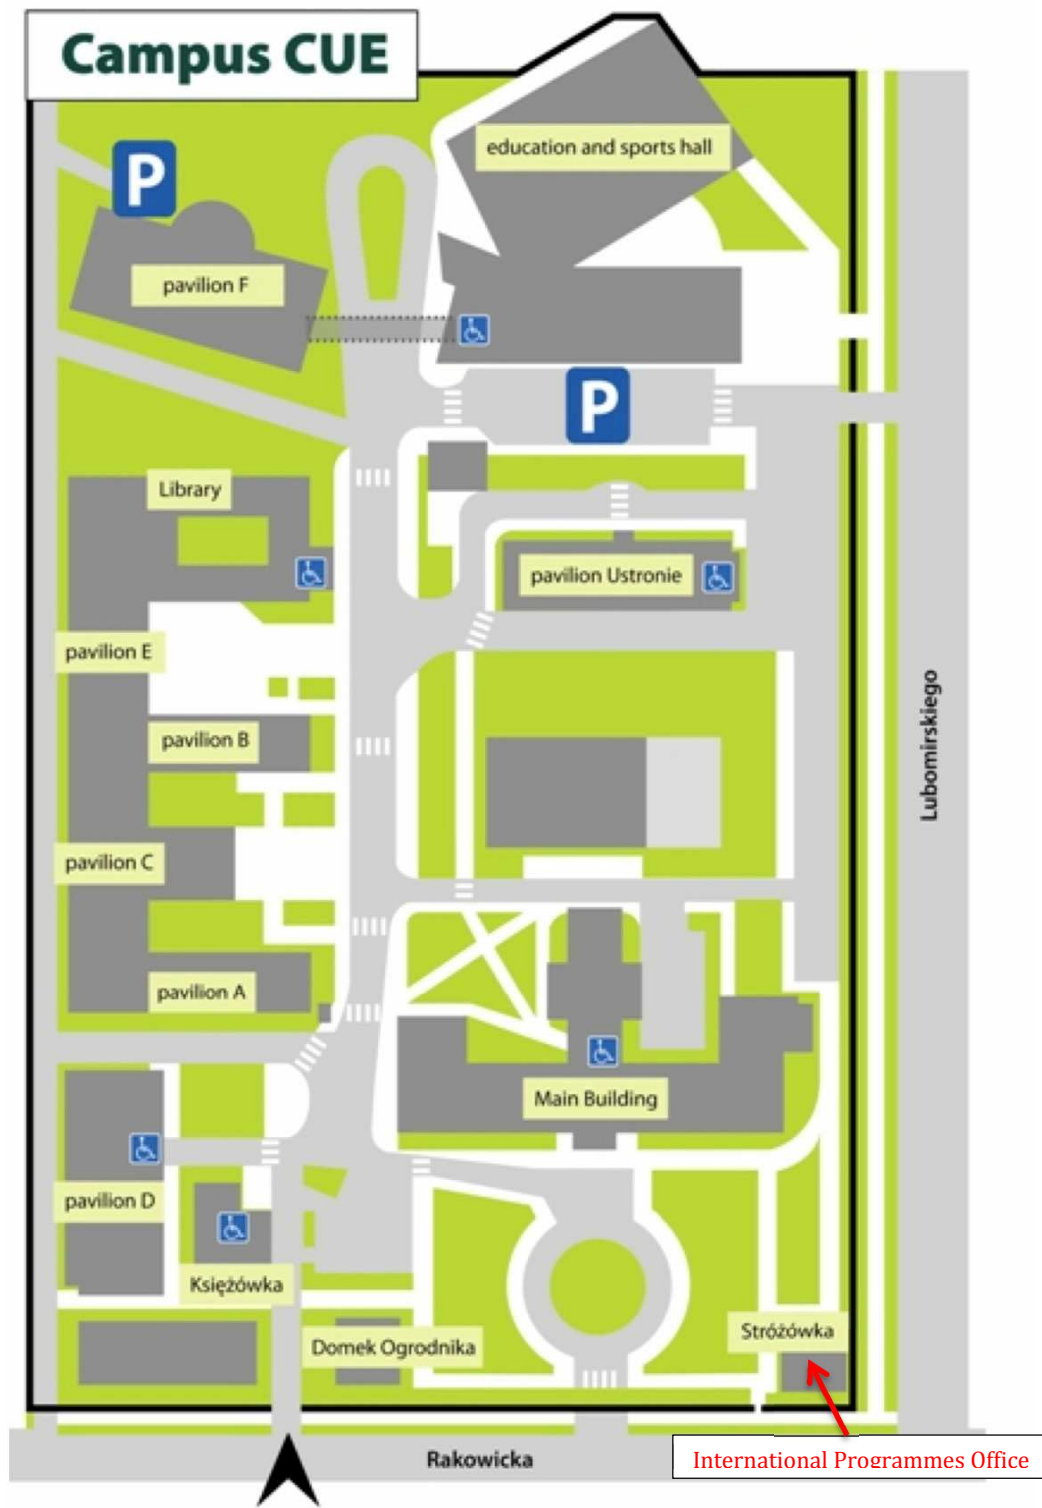 Campus CUE
education and sports hall
P
pavilion F
P
Library
pavilion Ustronie
pavilion E
Lubomirskiego
pavilion B
pavilion C
pavilion A
Main Building
pavilion D
Księżówka
Stróżówka
Domek Ogrodnika
Rakowicka
International Programmes Office